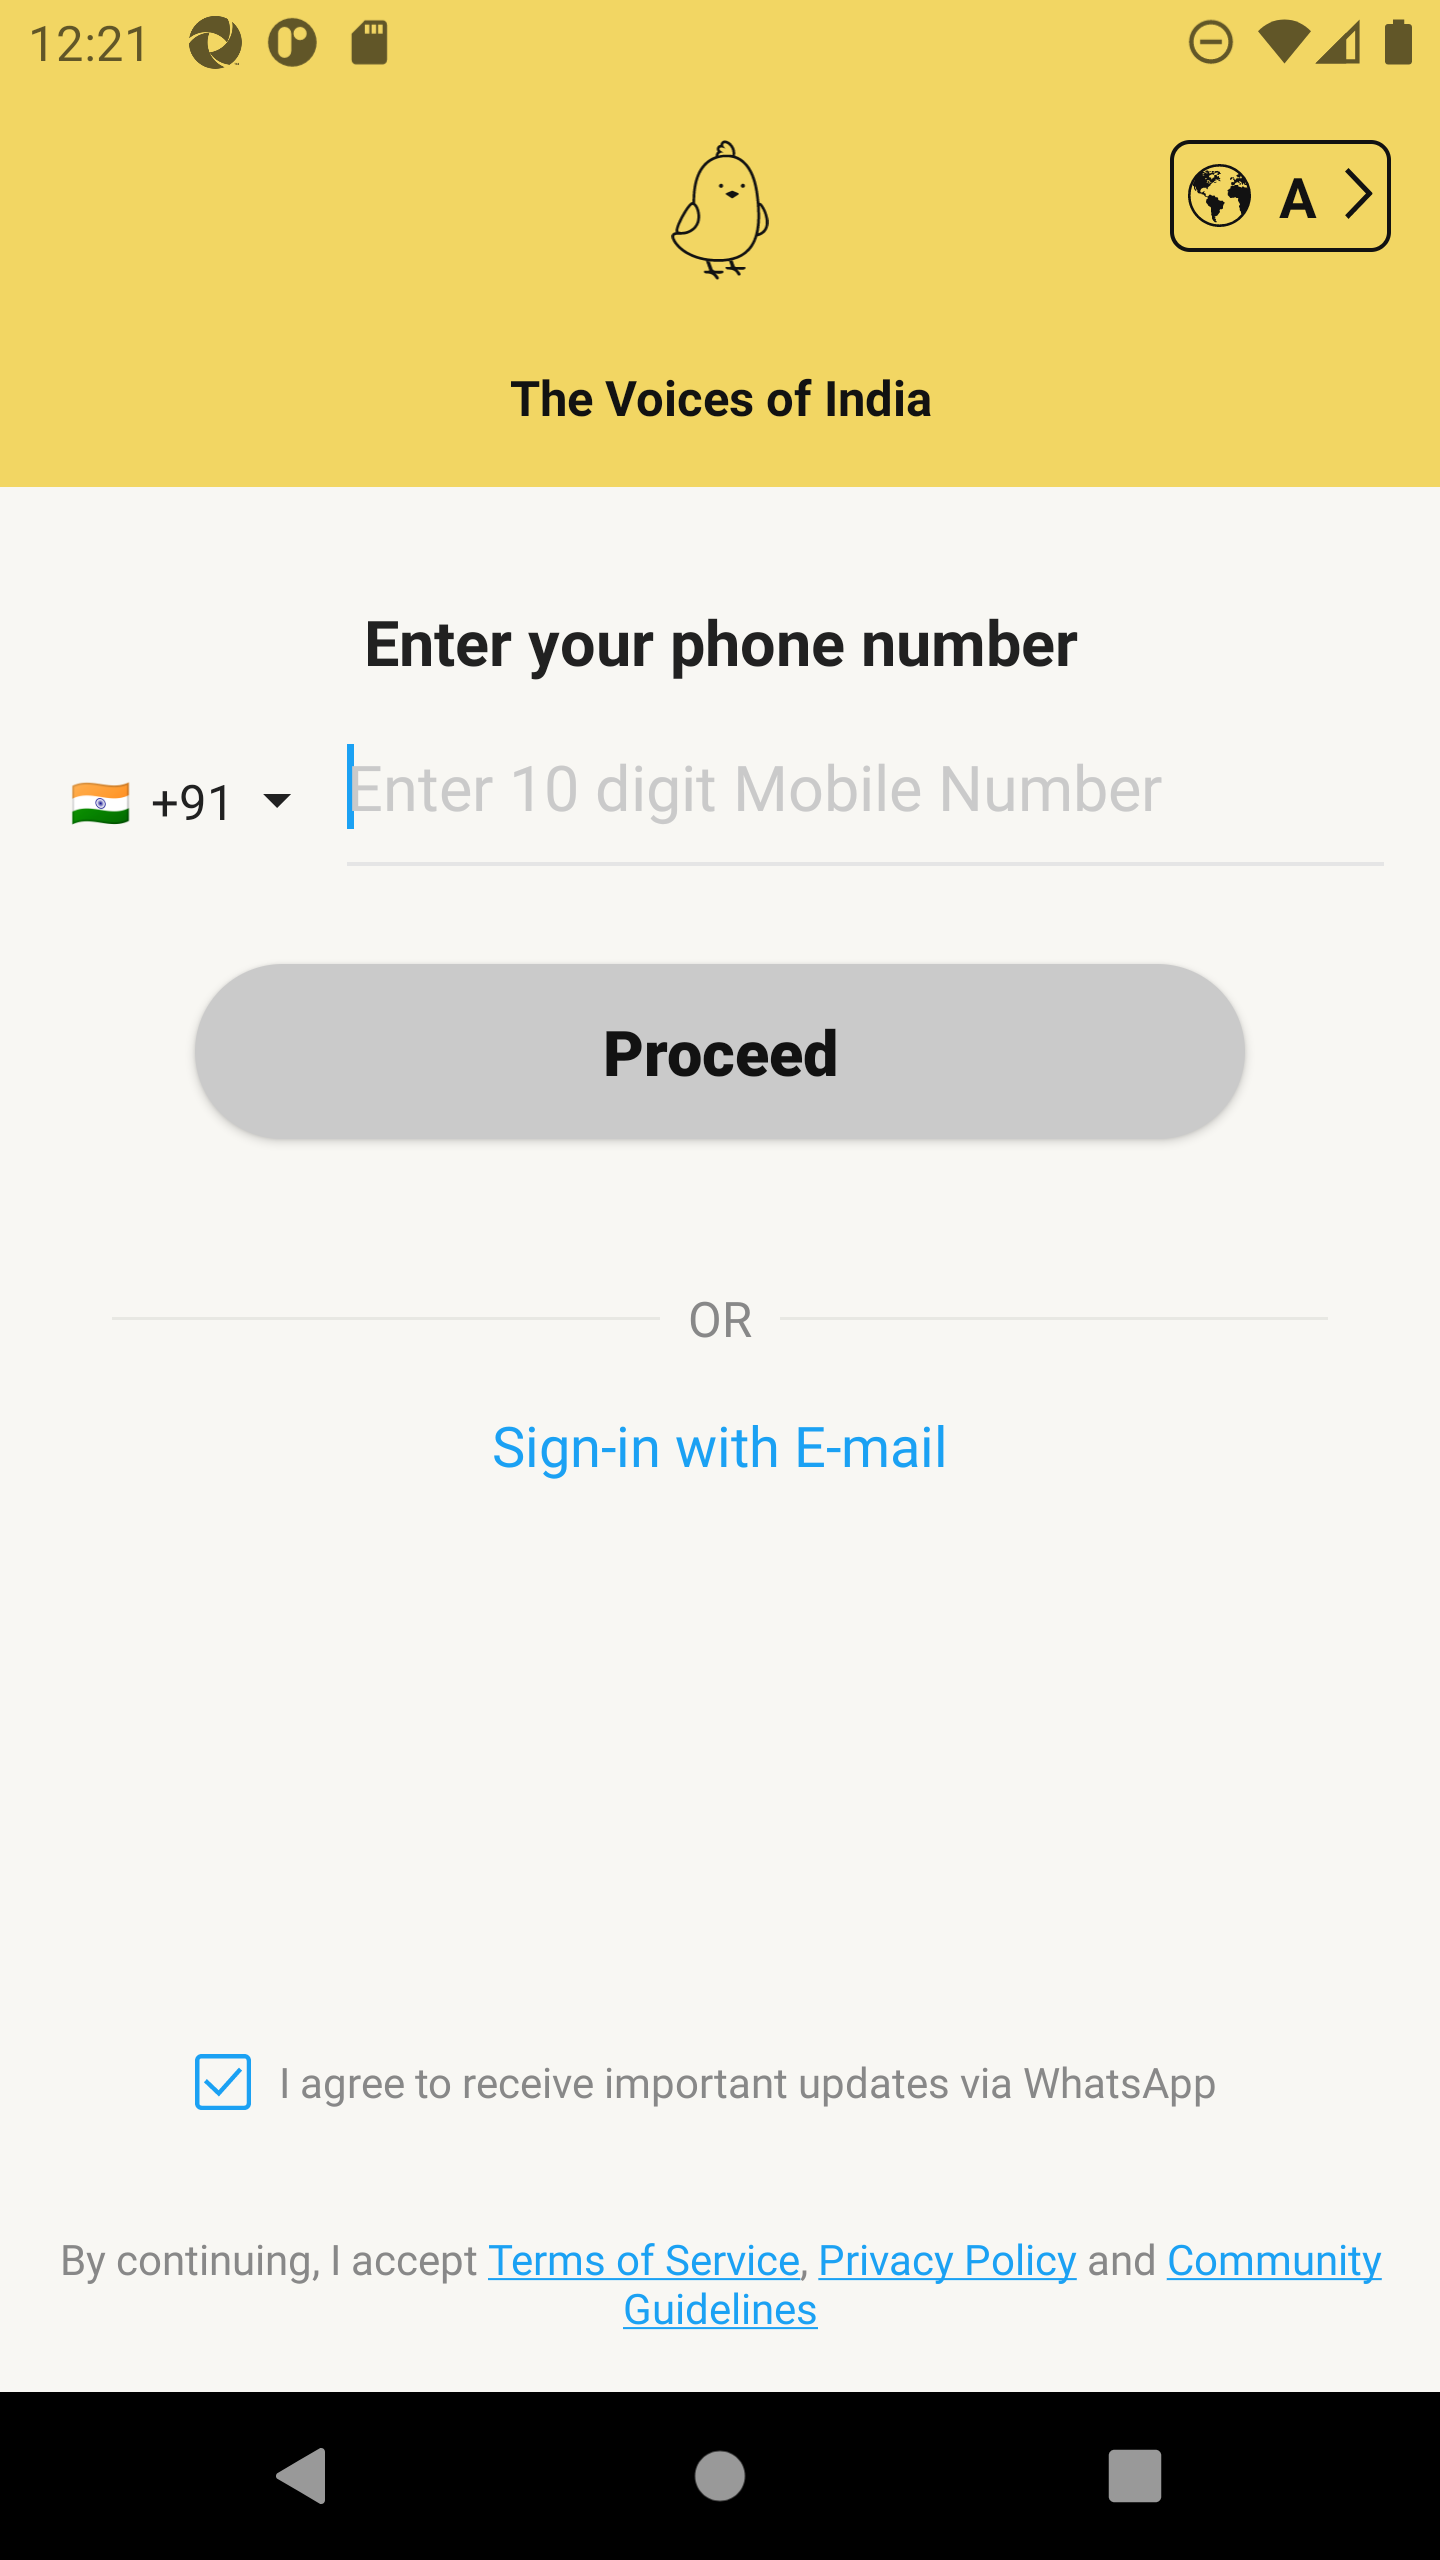 12:21
A
The Voices of India
Enter your phone number
+91
Enter 10 digit Mobile Number
Proceed
OR
Sign-in with E-mail
I agree to receive important updates via WhatsApp
By continuing, I accept Terms of Service, Privacy Policy and Community
Guidelines